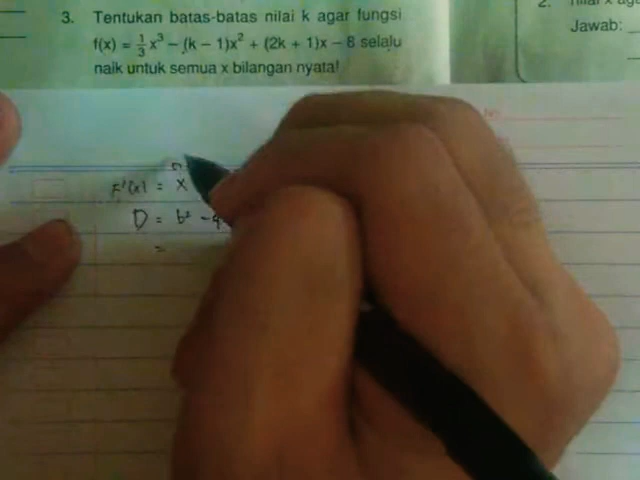 3. Tentukan batas-batas nilai k agar fungsi
f(x) = 1/3 x³ – (k – 1)x² + (2k + 1)x – 8 selalu
naik untuk semua x bilangan nyata!
2.
Jawab:
F'(x) = x
D = b² - 4
=